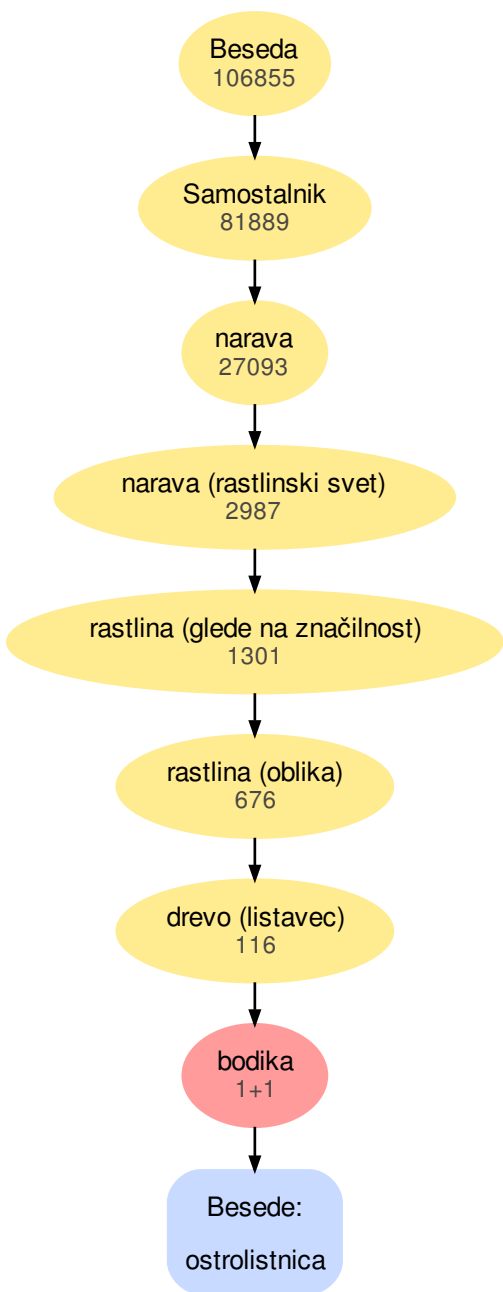 Beseda
106855
Samostalnik
81889
narava
27093
narava (rastlinski svet)
2987
rastlina (glede na značilnost)
1301
rastlina (oblika)
676
drevo (listavec)
116
bodika
1+1
Besede:
ostrolistnica